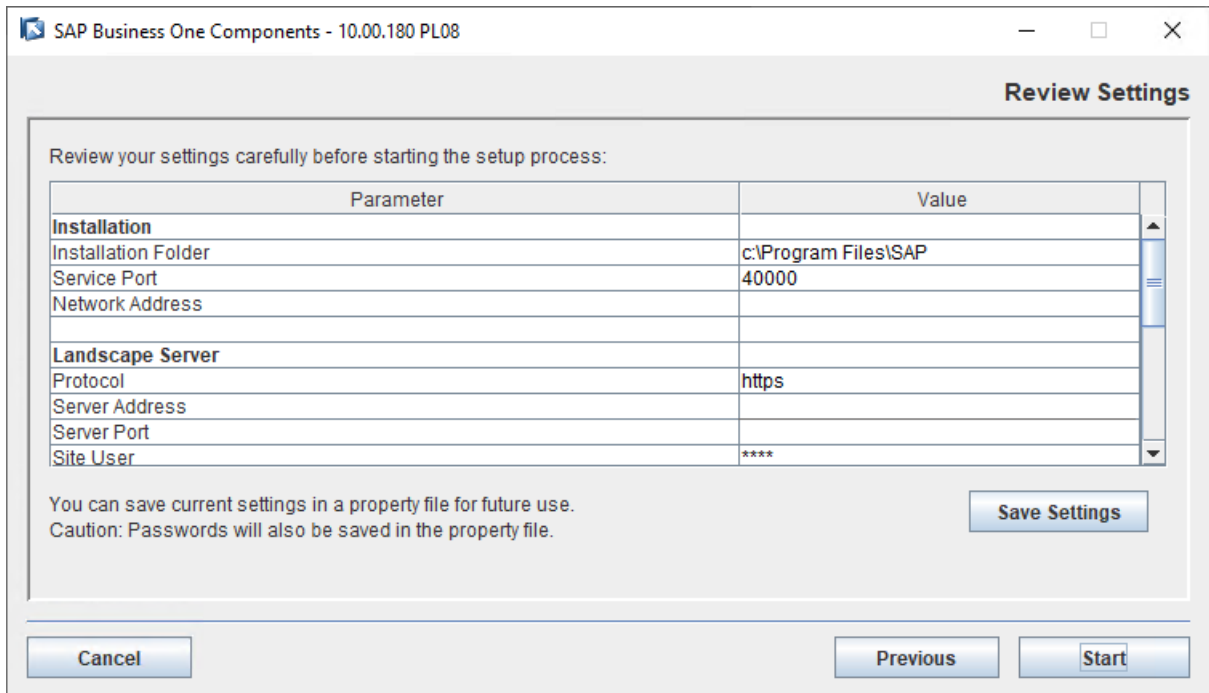 SAP Business One Components - 10.00.180 PL08
Review Settings
Review your settings carefully before starting the setup process:
Parameter Value
Installation
Installation Folder c:\Program Files\SAP
Service Port 40000
Network Address
Landscape Server
Protocol https
Server Address
Server Port
Site User ****
You can save current settings in a property file for future use.
Caution: Passwords will also be saved in the property file.
Save Settings
Cancel Previous Start